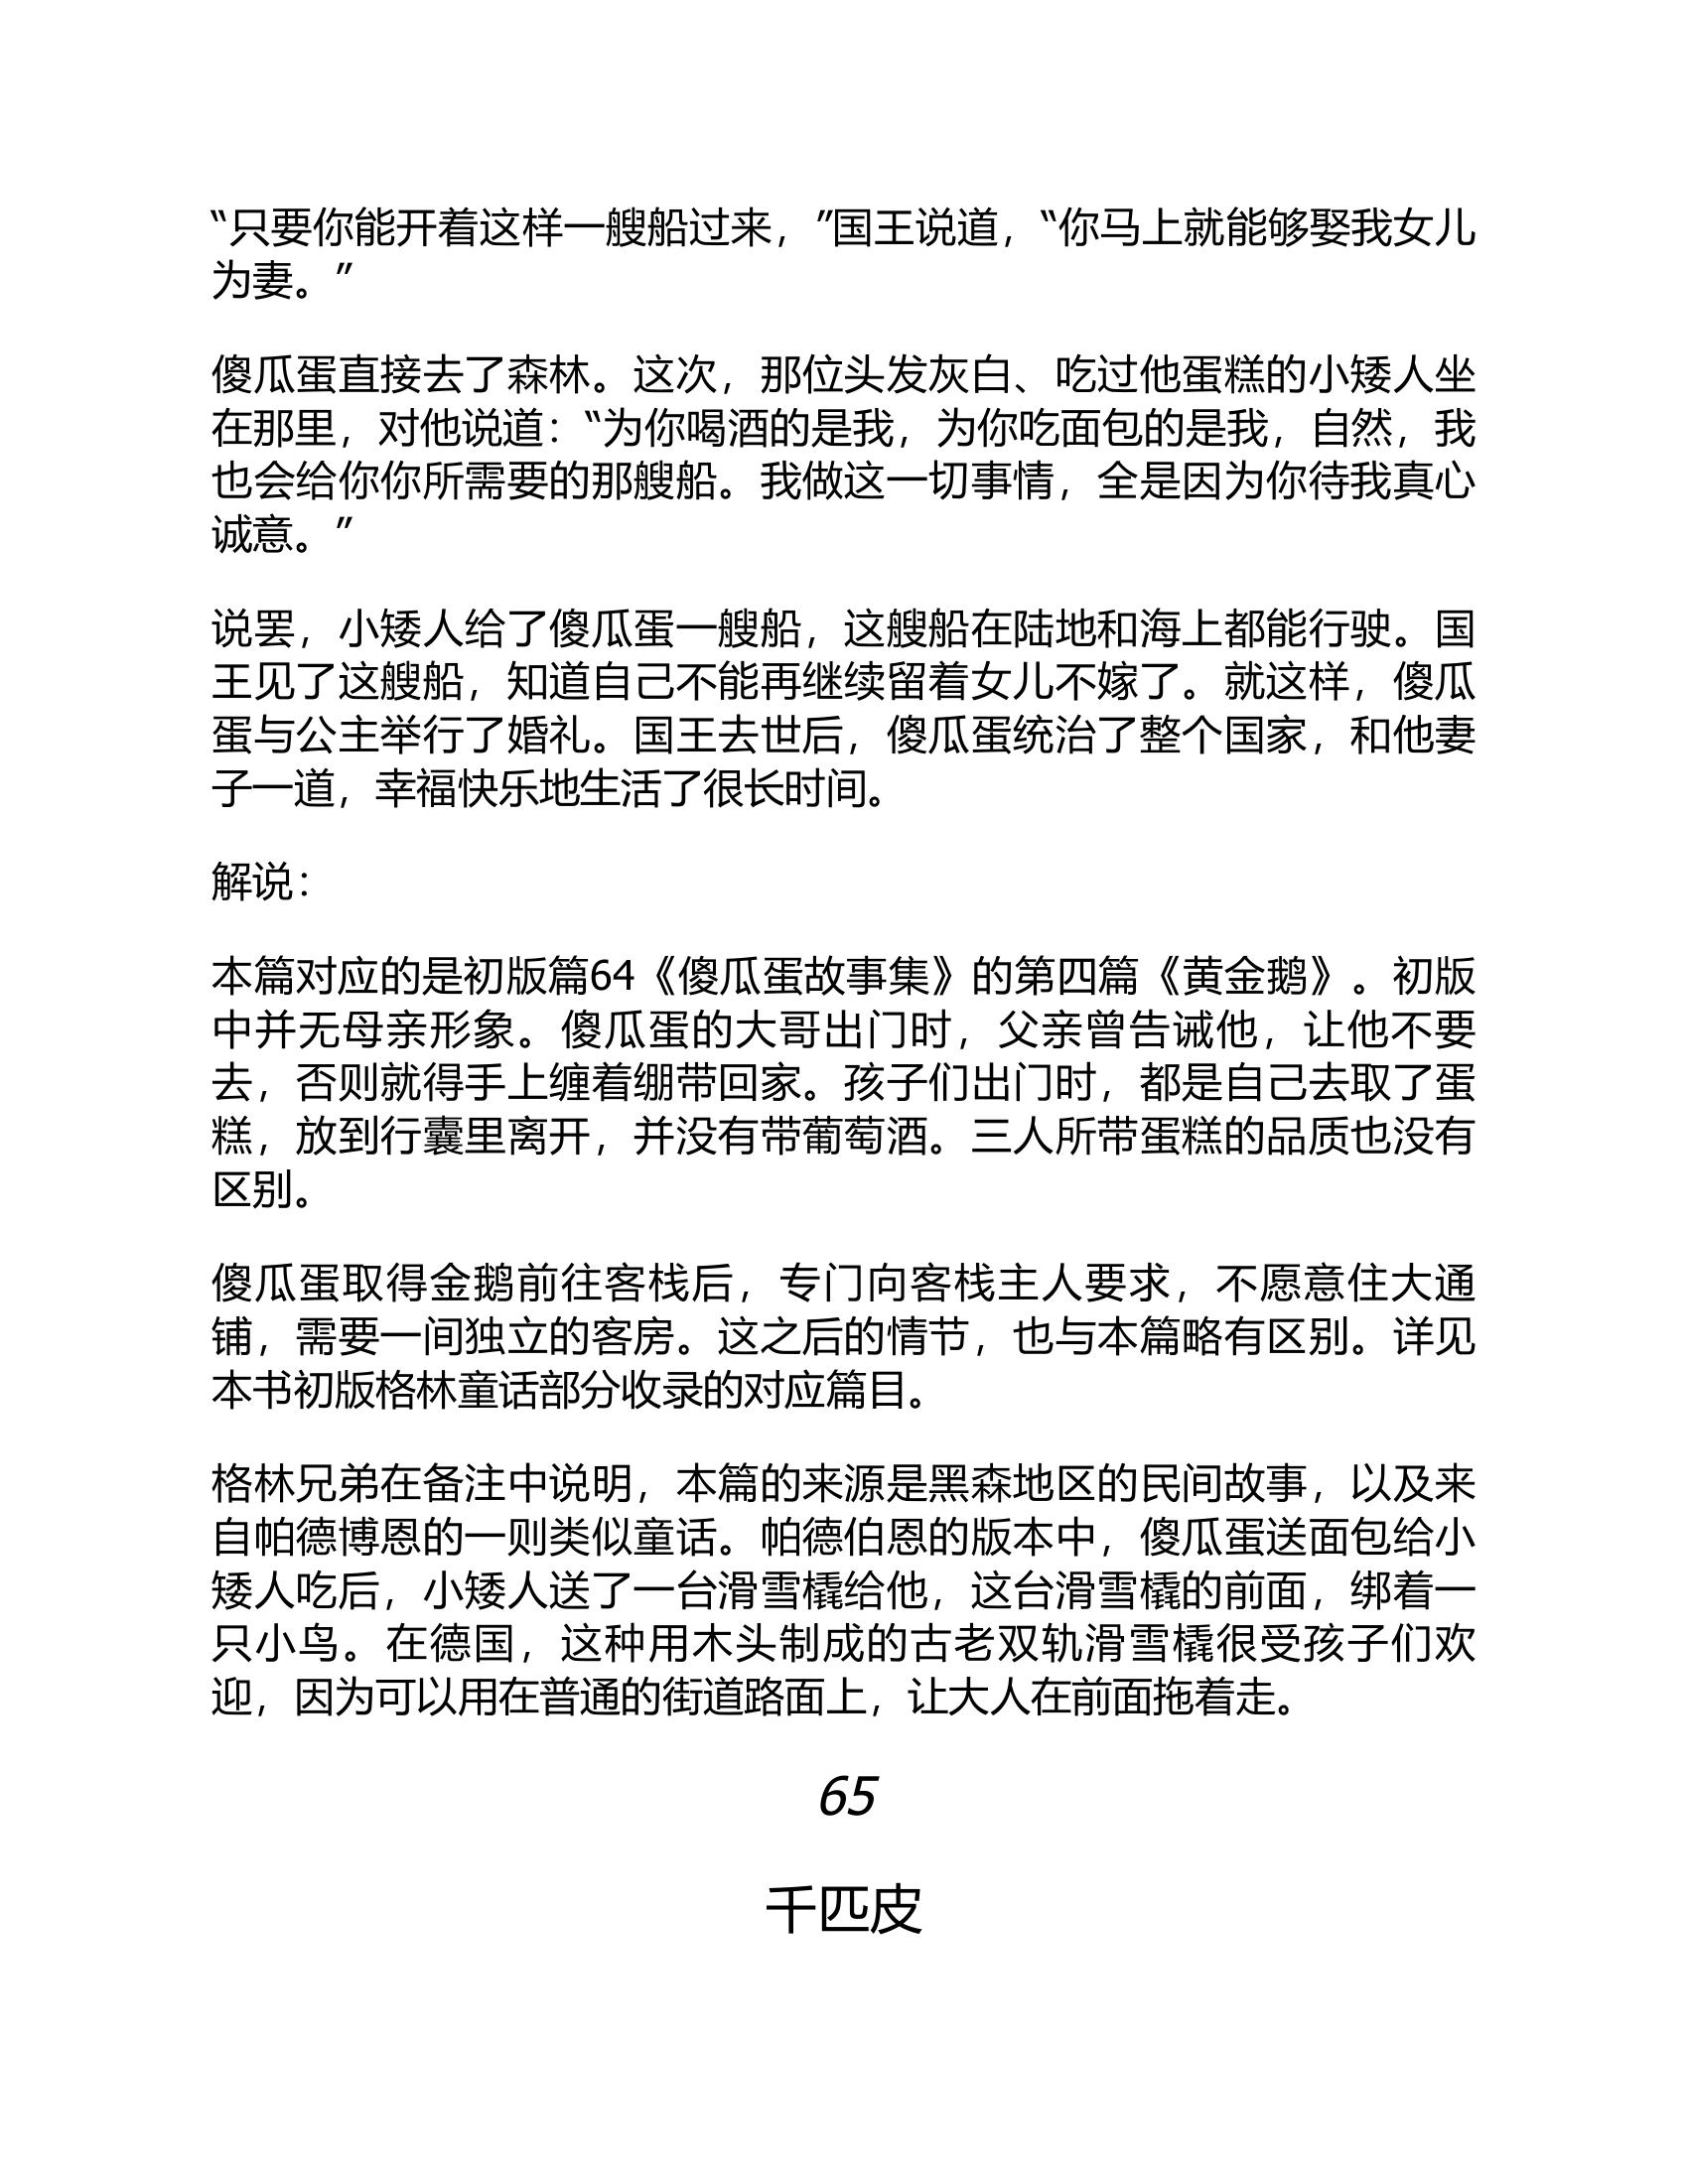 “只要你能开着这样一艘船过来，”国王说道，“你马上就能够娶我女儿
为妻。”
傻瓜蛋直接去了森林。这次，那位头发灰白、吃过他蛋糕的小矮人坐
在那里，对他说道：“为你喝酒的是我，为你吃面包的是我，自然，我
也会给你你所需要的那艘船。我做这一切事情，全是因为你待我真心
诚意。”
说罢，小矮人给了傻瓜蛋一艘船，这艘船在陆地和海上都能行驶。国
王见了这艘船，知道自己不能再继续留着女儿不嫁了。就这样，傻瓜
蛋与公主举行了婚礼。国王去世后，傻瓜蛋统治了整个国家，和他妻
子一道，幸福快乐地生活了很长时间。
解说：
本篇对应的是初版篇64《傻瓜蛋故事集》的第四篇《黄金鹅》。初版
中并无母亲形象。傻瓜蛋的大哥出门时，父亲曾告诫他，让他不要
去，否则就得手上缠着绷带回家。孩子们出门时，都是自己去取了蛋
糕，放到行囊里离开，并没有带葡萄酒。三人所带蛋糕的品质也没有
区别。
傻瓜蛋取得金鹅前往客栈后，专门向客栈主人要求，不愿意住大通
铺，需要一间独立的客房。这之后的情节，也与本篇略有区别。详见
本书初版格林童话部分收录的对应篇目。
格林兄弟在备注中说明，本篇的来源是黑森地区的民间故事，以及来
自帕德博恩的一则类似童话。帕德伯恩的版本中，傻瓜蛋送面包给小
矮人吃后，小矮人送了一台滑雪橇给他，这台滑雪橇的前面，绑着一
只小鸟。在德国，这种用木头制成的古老双轨滑雪橇很受孩子们欢
迎，因为可以用在普通的街道路面上，让大人在前面拖着走。
65
千匹皮